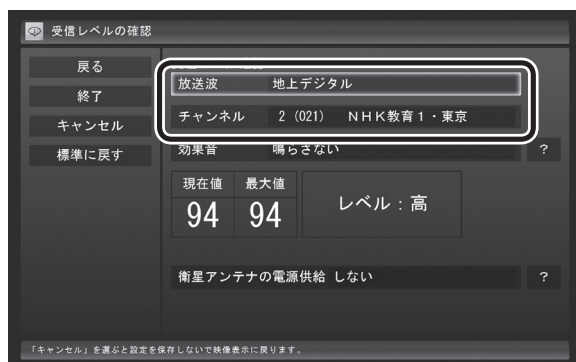 受信レベルの確認
戻る
終了
キャンセル
標準に戻す
放送波 地上デジタル
チャンネル 2 (021) NHK教育1・東京
効果音 鳴らさない ?
現在値 最大値
94 94 レベル：高
衛星アンテナの電源供給 しない ?
「キャンセル」を選ぶと設定を保存しないで映像表示に戻ります。